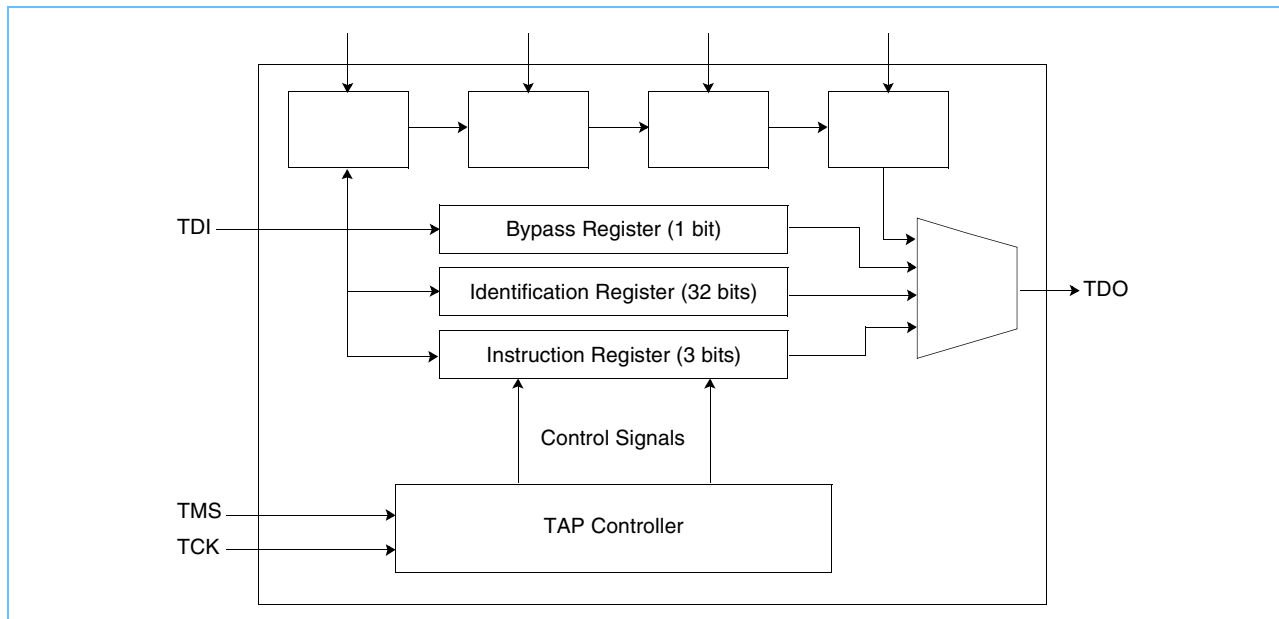 TDI
Bypass Register (1 bit)
Identification Register (32 bits)
TDO
Instruction Register (3 bits)
Control Signals
TMS
TAP Controller
TCK